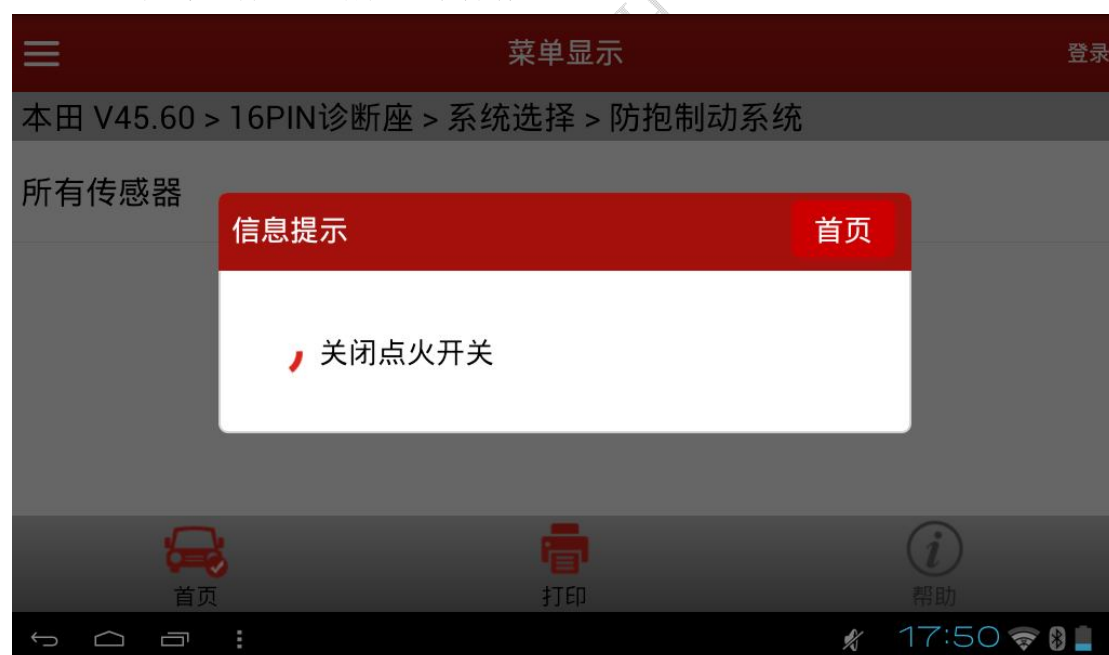 菜单显示
登录
本田 V45.60 > 16PIN诊断座 > 系统选择 > 防抱制动系统
所有传感器
信息提示
首页
关闭点火开关
首页
打印
帮助
17:50